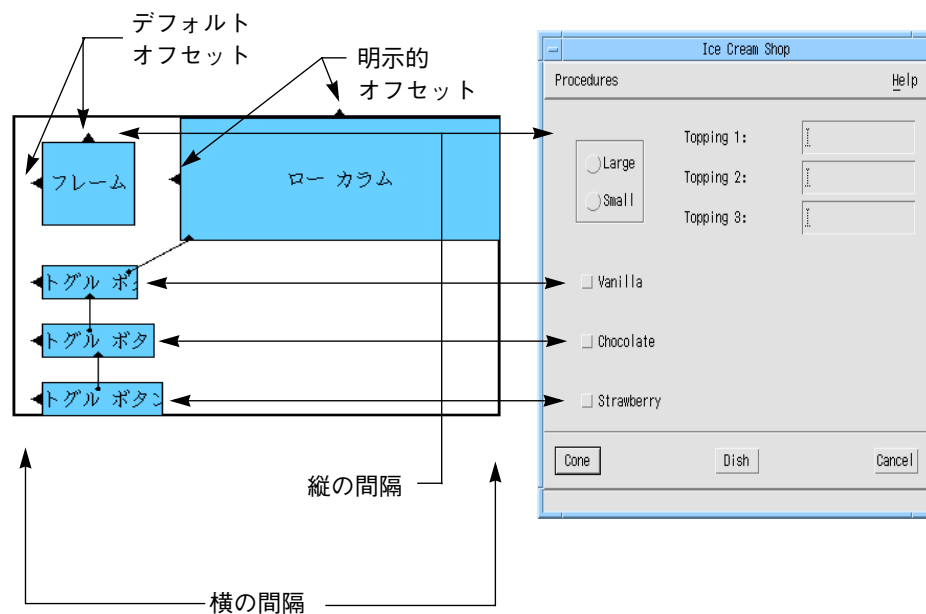 デフォルト
オフセット
明示的
オフセット
フレーム
ロー カラム
トグル ボタ
トグル ボタ
トグル ボタン
縦の間隔
横の間隔
Ice Cream Shop
Procedures
Help
Large
Small
Topping 1:
Topping 2:
Topping 3:
Vanilla
Chocolate
Strawberry
Cone
Dish
Cancel